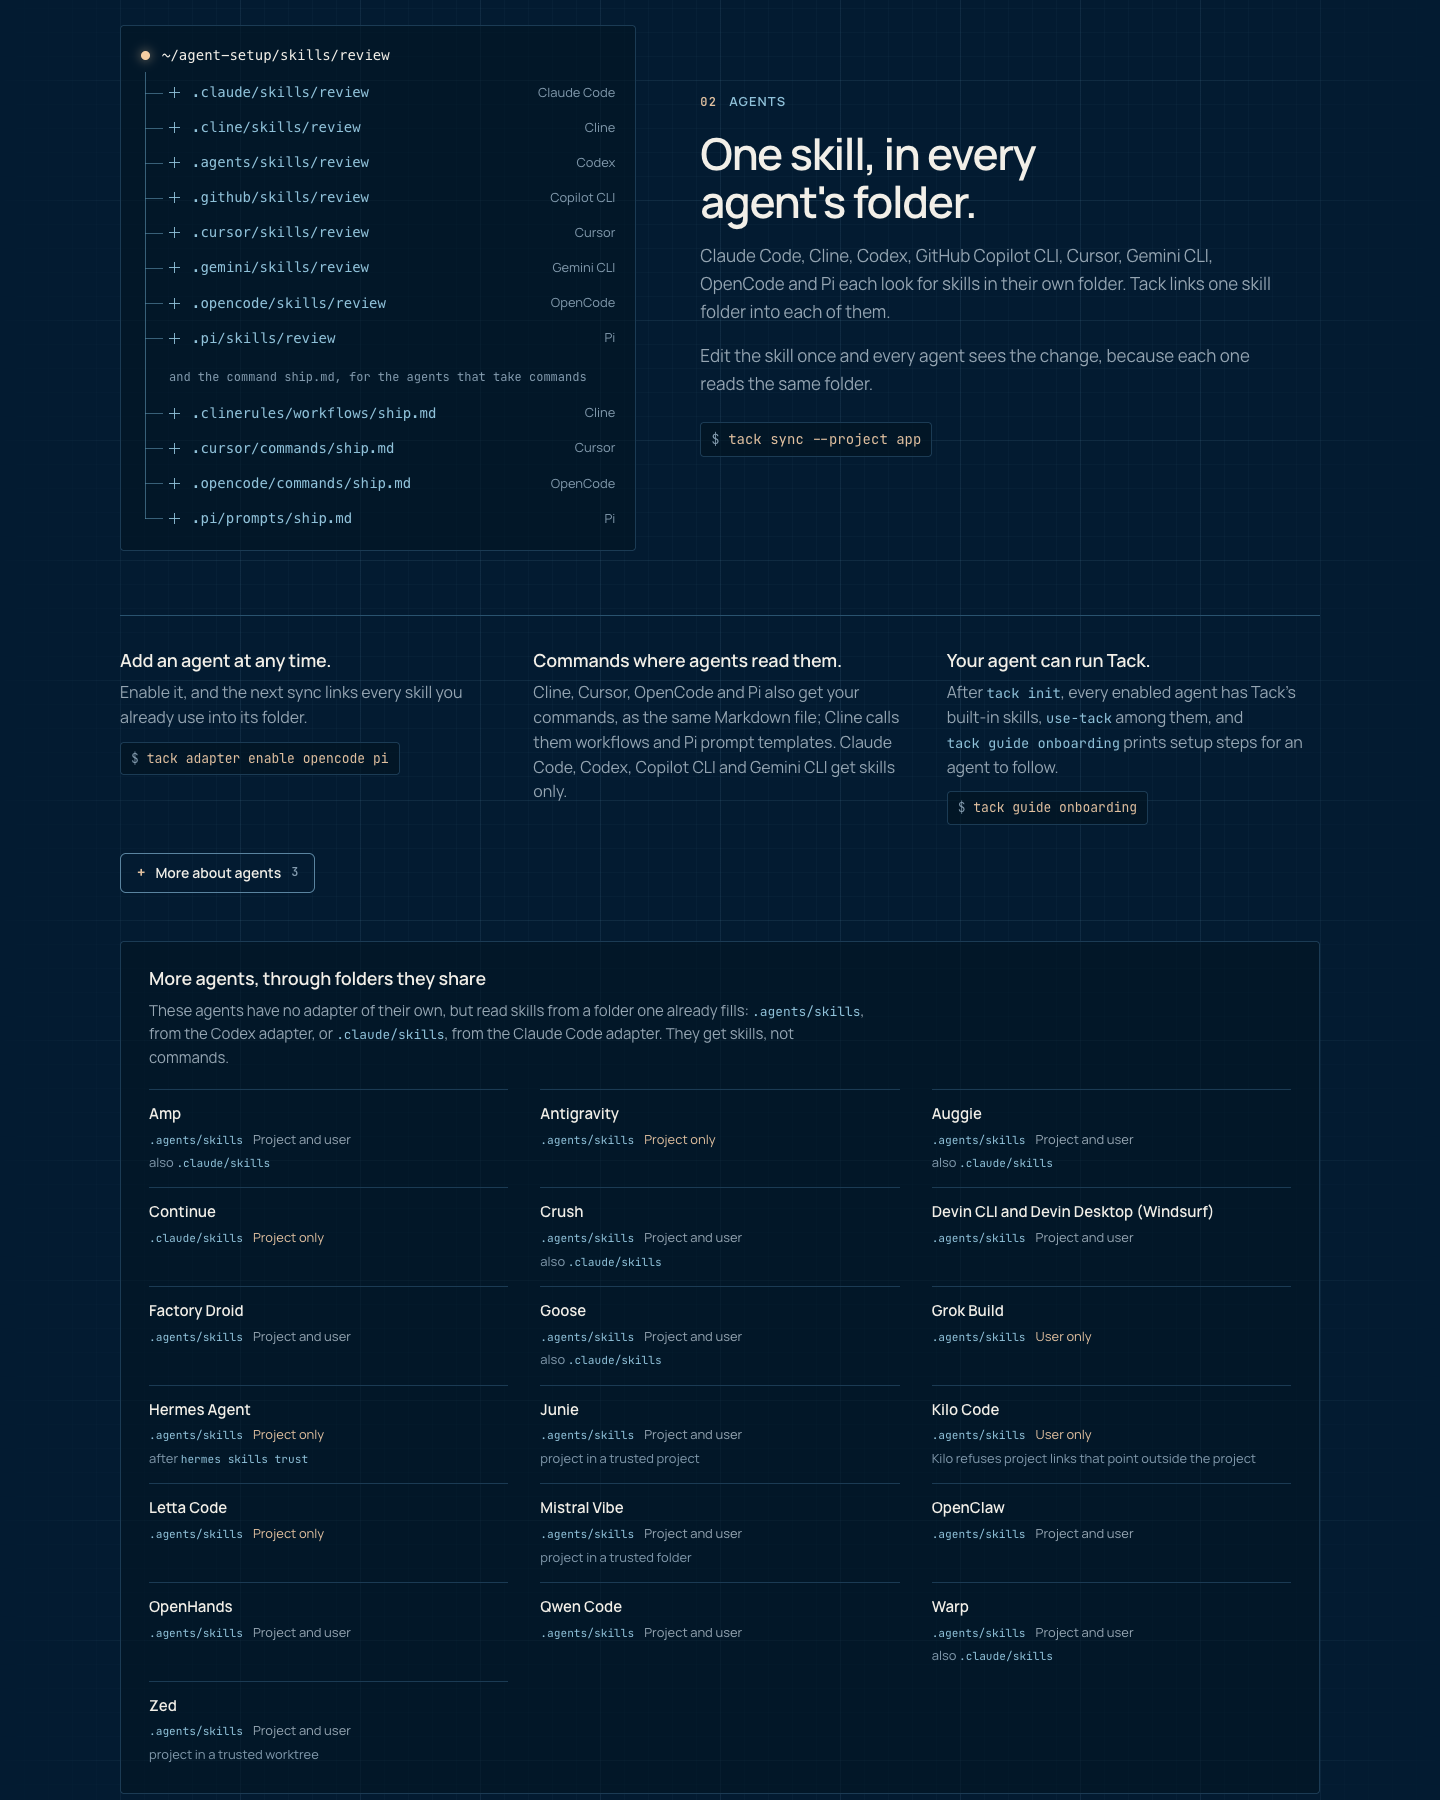 ~/agent-setup/skills/review
.claude/skills/review Claude Code
.cline/skills/review Cline
.agents/skills/review Codex
.github/skills/review Copilot CLI
.cursor/skills/review Cursor
.gemini/skills/review Gemini CLI
.opencode/skills/review OpenCode
.pi/skills/review Pi
and the command ship.md, for the agents that take commands
.clinerules/workflows/ship.md Cline
.cursor/commands/ship.md Cursor
.opencode/commands/ship.md OpenCode
.pi/prompts/ship.md Pi
02 AGENTS
One skill, in every
agent's folder.
Claude Code, Cline, Codex, GitHub Copilot CLI, Cursor, Gemini CLI,
OpenCode and Pi each look for skills in their own folder. Tack links one skill
folder into each of them.
Edit the skill once and every agent sees the change, because each one
reads the same folder.
$ tack sync --project app
Add an agent at any time.
Enable it, and the next sync links every skill you
already use into its folder.
$ tack adapter enable opencode pi
Commands where agents read them.
Cline, Cursor, OpenCode and Pi also get your
commands, as the same Markdown file; Cline calls
them workflows and Pi prompt templates. Claude
Code, Codex, Copilot CLI and Gemini CLI get skills
only.
Your agent can run Tack.
After tack init, every enabled agent has Tack's
built-in skills, use-tack among them, and
tack guide onboarding prints setup steps for an
agent to follow.
$ tack guide onboarding
+ More about agents 3
More agents, through folders they share
These agents have no adapter of their own, but read skills from a folder one already fills: .agents/skills,
from the Codex adapter, or .claude/skills, from the Claude Code adapter. They get skills, not
commands.
Amp
.agents/skills Project and user
also .claude/skills
Antigravity
.agents/skills Project only
Auggie
.agents/skills Project and user
also .claude/skills
Continue
.claude/skills Project only
Crush
.agents/skills Project and user
also .claude/skills
Devin CLI and Devin Desktop (Windsurf)
.agents/skills Project and user
Factory Droid
.agents/skills Project and user
Goose
.agents/skills Project and user
also .claude/skills
Grok Build
.agents/skills User only
Hermes Agent
.agents/skills Project only
after hermes skills trust
Junie
.agents/skills Project and user
project in a trusted project
Kilo Code
.agents/skills User only
Kilo refuses project links that point outside the project
Letta Code
.agents/skills Project only
Mistral Vibe
.agents/skills Project and user
project in a trusted folder
OpenClaw
.agents/skills Project and user
OpenHands
.agents/skills Project and user
Qwen Code
.agents/skills Project and user
Warp
.agents/skills Project and user
also .claude/skills
Zed
.agents/skills Project and user
project in a trusted worktree